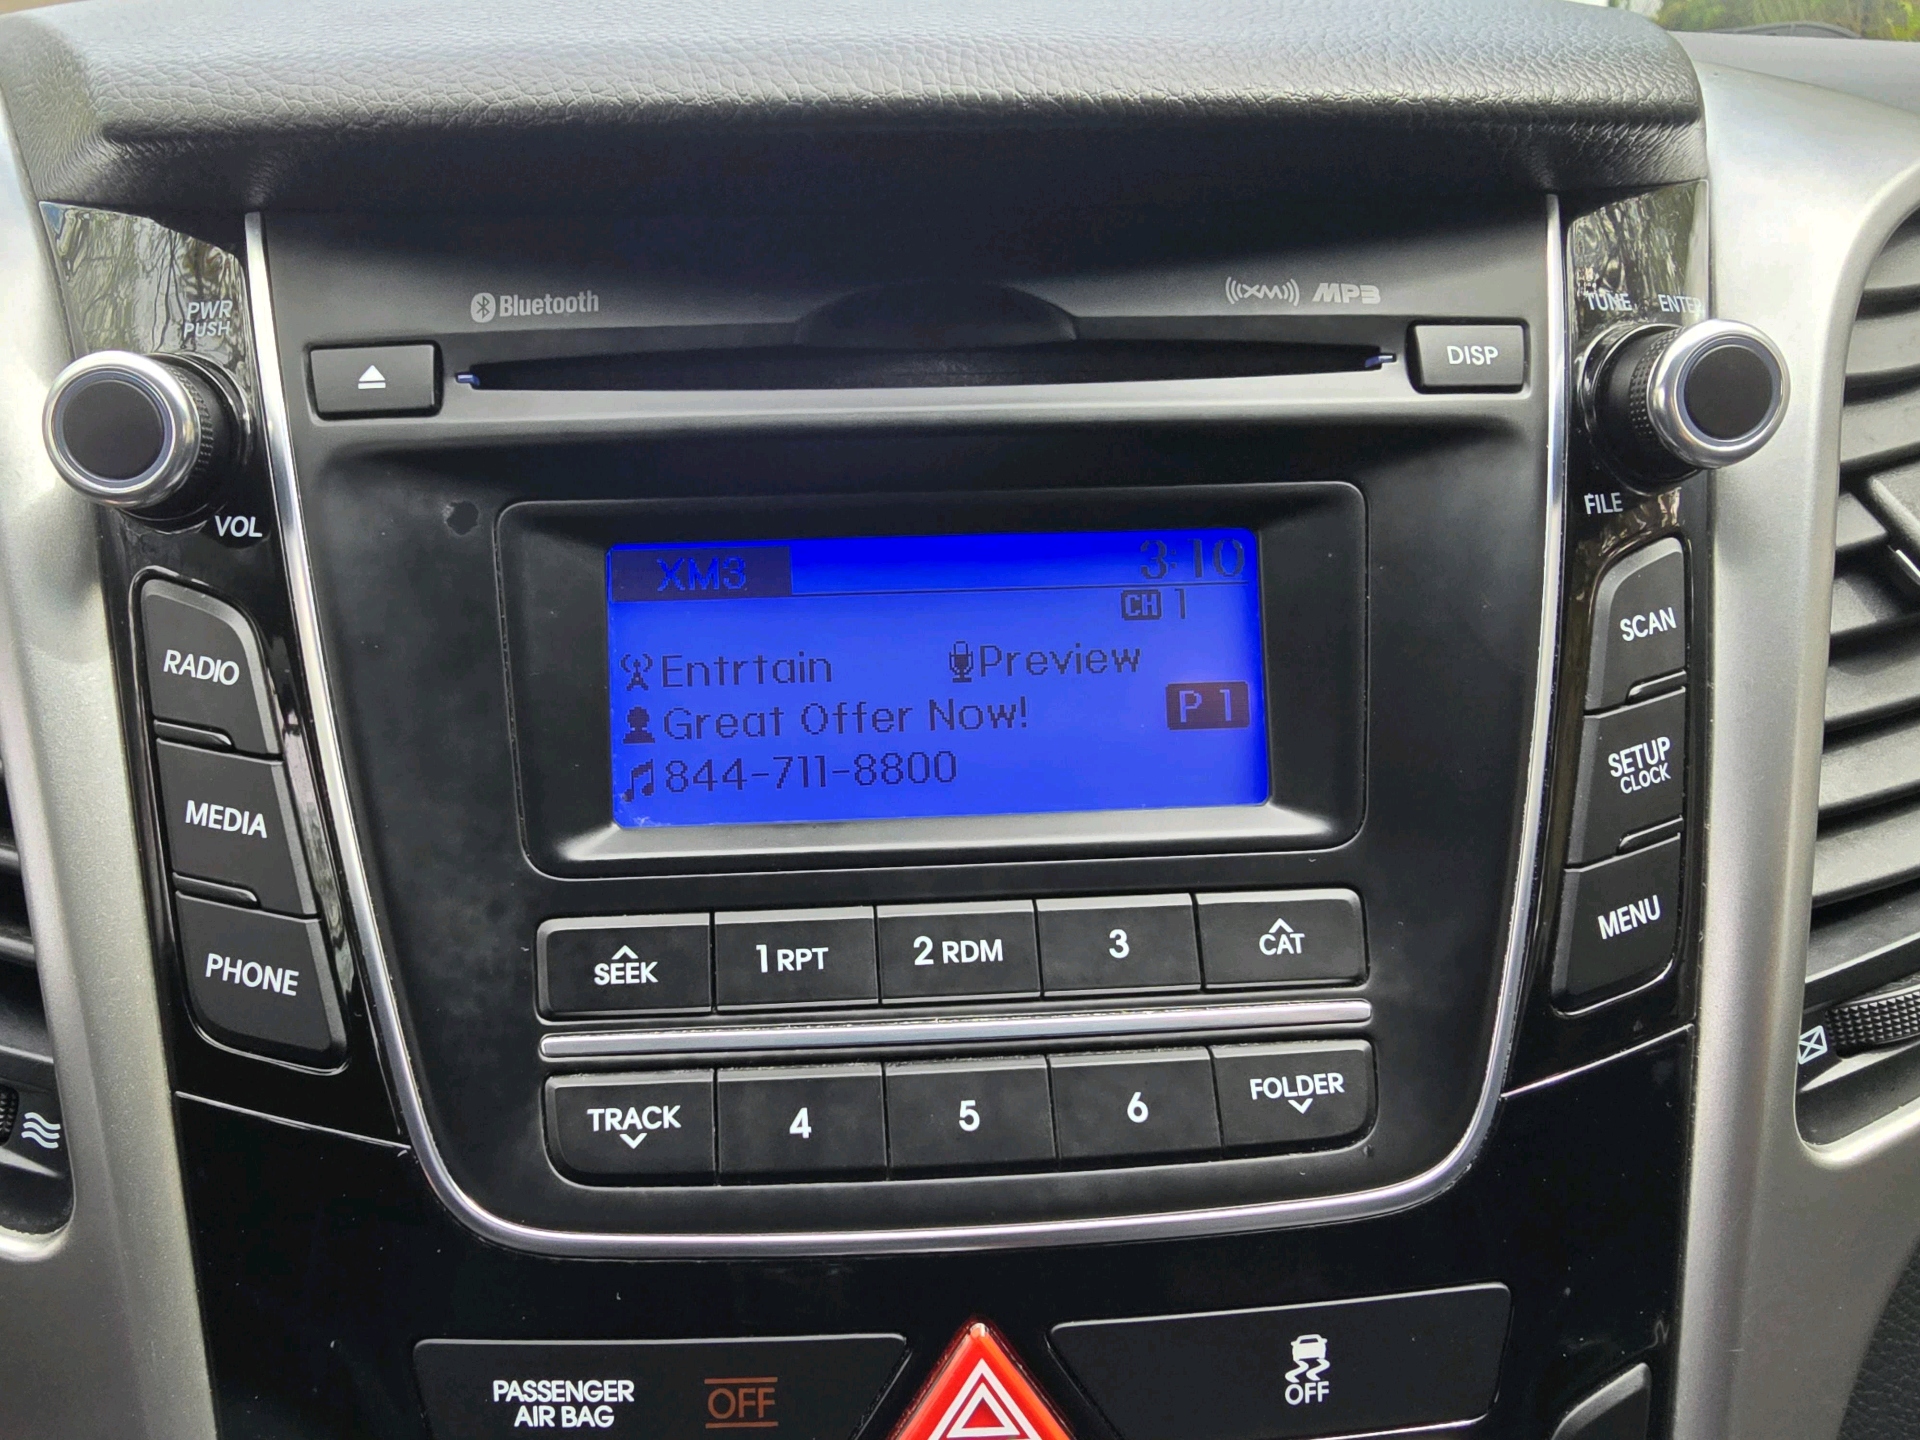 Bluetooth
((XM)) MP3
PWR
PUSH
TUNE
ENTER
DISP
VOL
FILE
XM3
3:10
CH 1
Entrtain
Preview
Great Offer Now!
P 1
844-711-8800
RADIO
MEDIA
PHONE
SCAN
SETUP
CLOCK
MENU
SEEK
1 RPT
2 RDM
3
CAT
TRACK
4
5
6
FOLDER
PASSENGER
AIR BAG
OFF
OFF